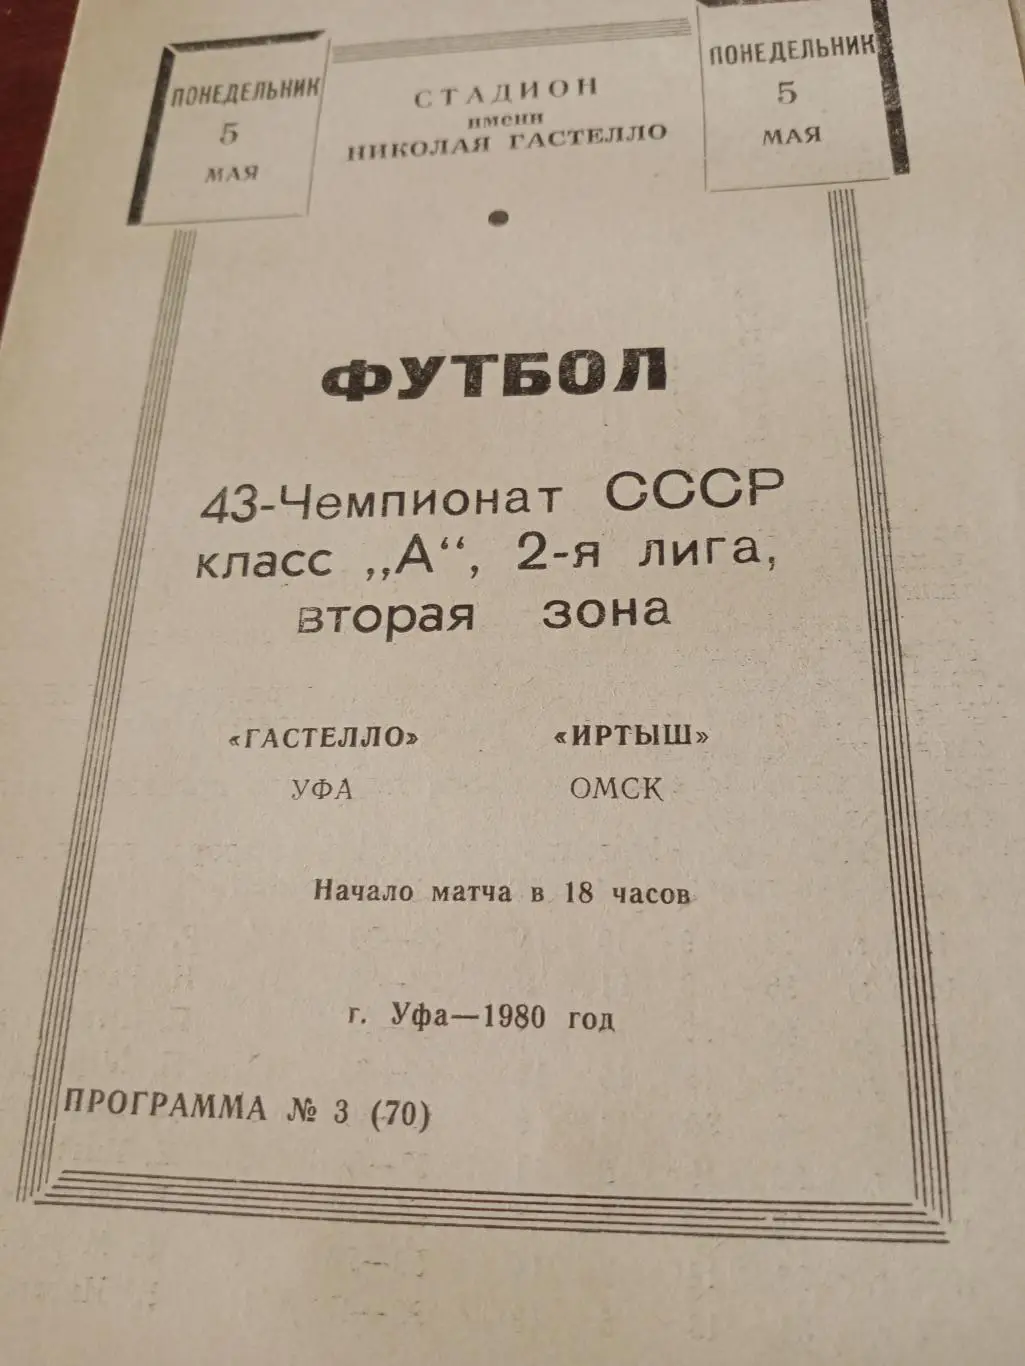 ПОНЕДЕЛЬНИК
5
МАЯ
СТАДИОН
имени
НИКОЛАЯ ГАСТЕЛЛО
ПОНЕДЕЛЬНИК
5
МАЯ
ФУТБОЛ
43-Чемпионат СССР
класс „А“, 2-я лига,
вторая зона
«ГАСТЕЛЛО» «ИРТЫШ»
УФА ОМСК
Начало матча в 18 часов
г. Уфа—1980 год
ПРОГРАММА № 3 (70)